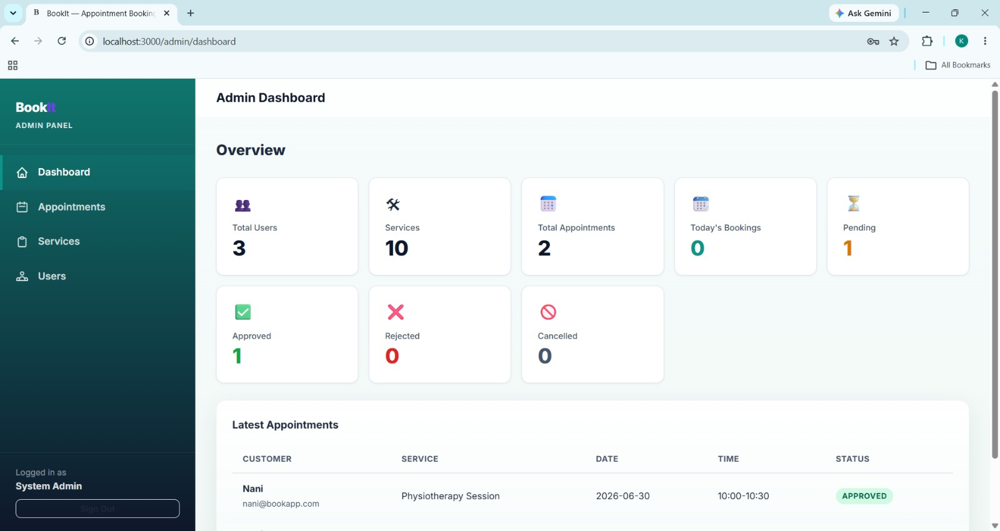 BookIt — Appointment Booking
Ask Gemini
localhost:3000/admin/dashboard
K
All Bookmarks
BookIt
ADMIN PANEL
Dashboard
Appointments
Services
Users
Logged in as
System Admin
Sign Out
Admin Dashboard
Overview
Total Users
3
Services
10
Total Appointments
2
Today's Bookings
0
Pending
1
Approved
1
Rejected
0
Cancelled
0
Latest Appointments
CUSTOMER SERVICE DATE TIME STATUS
Nani
nani@bookapp.com
Physiotherapy Session 2026-06-30 10:00-10:30 APPROVED